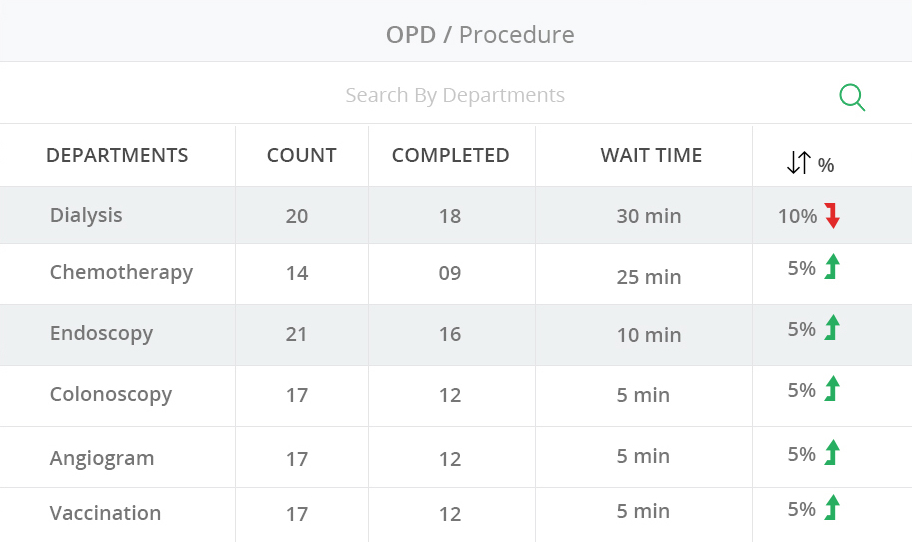 OPD / Procedure
Search By Departments
DEPARTMENTS COUNT COMPLETED WAIT TIME %
Dialysis 20 18 30 min 10%
Chemotherapy 14 09 25 min 5%
Endoscopy 21 16 10 min 5%
Colonoscopy 17 12 5 min 5%
Angiogram 17 12 5 min 5%
Vaccination 17 12 5 min 5%